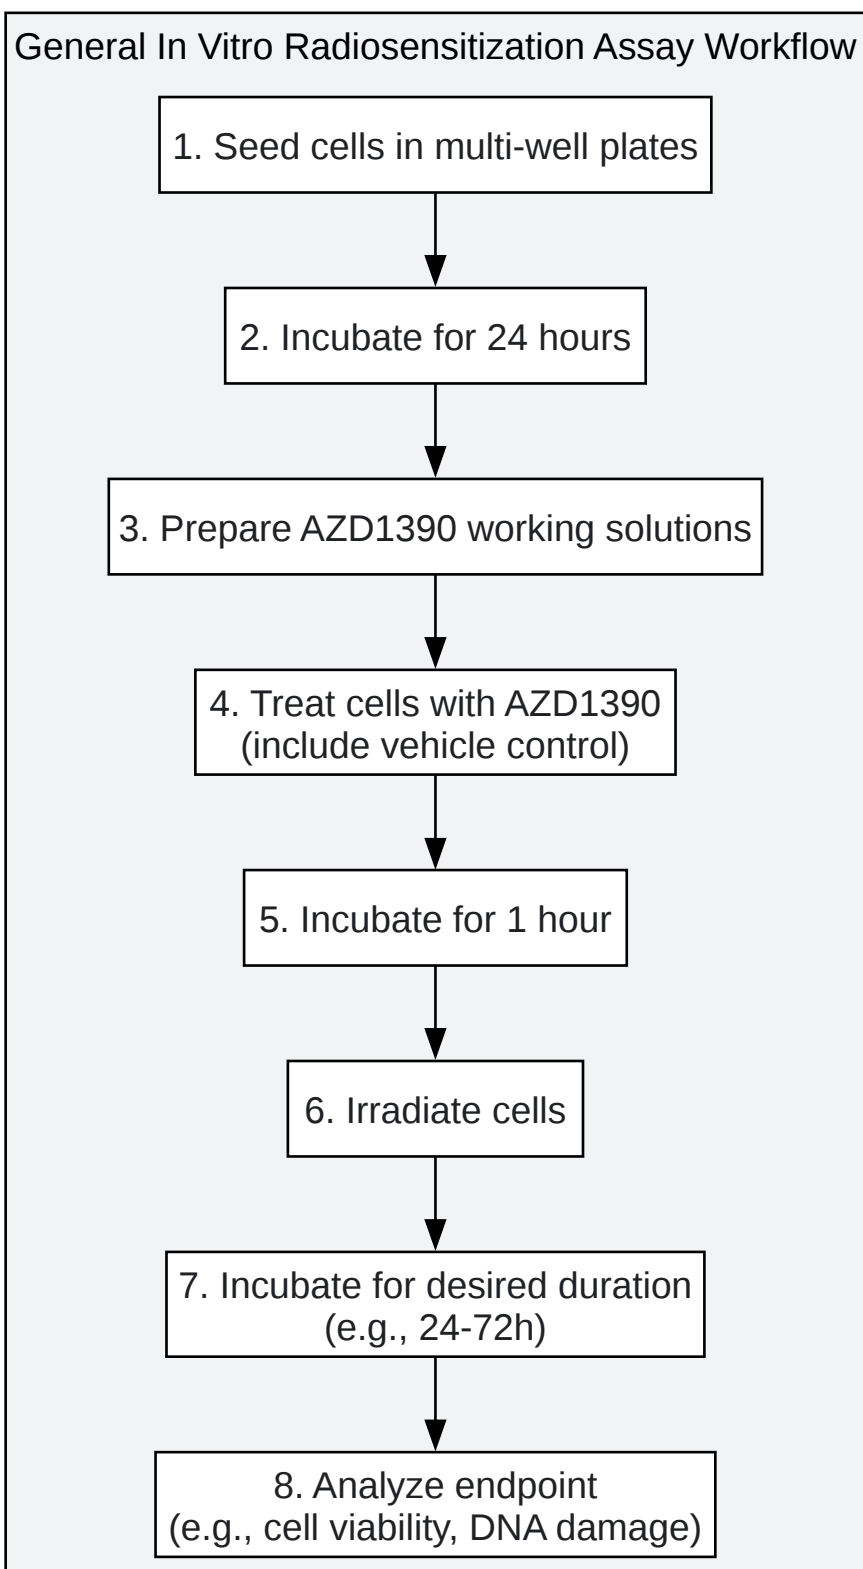 General In Vitro Radiosensitization Assay Workflow
1. Seed cells in multi-well plates
2. Incubate for 24 hours
3. Prepare AZD1390 working solutions
4. Treat cells with AZD1390
(include vehicle control)
5. Incubate for 1 hour
6. Irradiate cells
7. Incubate for desired duration
(e.g., 24-72h)
8. Analyze endpoint
(e.g., cell viability, DNA damage)